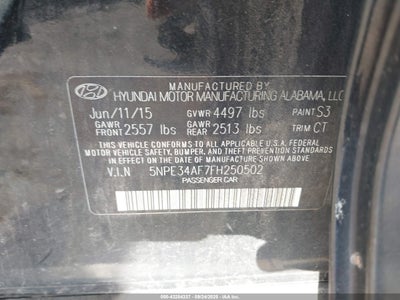 MANUFACTURED BY
HYUNDAI MOTOR MANUFACTURING ALABAMA, LLC
Jun/11/15 GVWR 4497 lbs PAINT S3
GAWR FRONT 2557 lbs GAWR REAR 2513 lbs TRIM CT
THIS VEHICLE CONFORMS TO ALL APPLICABLE U.S.A. FEDERAL
MOTOR VEHICLE SAFETY, BUMPER, AND THEFT PREVENTION
STANDARDS IN EFFECT ON THE DATE OF MANUFACTURE SHOWN ABOVE.
V.I.N 5NPE34AF7FH250502
PASSENGER CAR